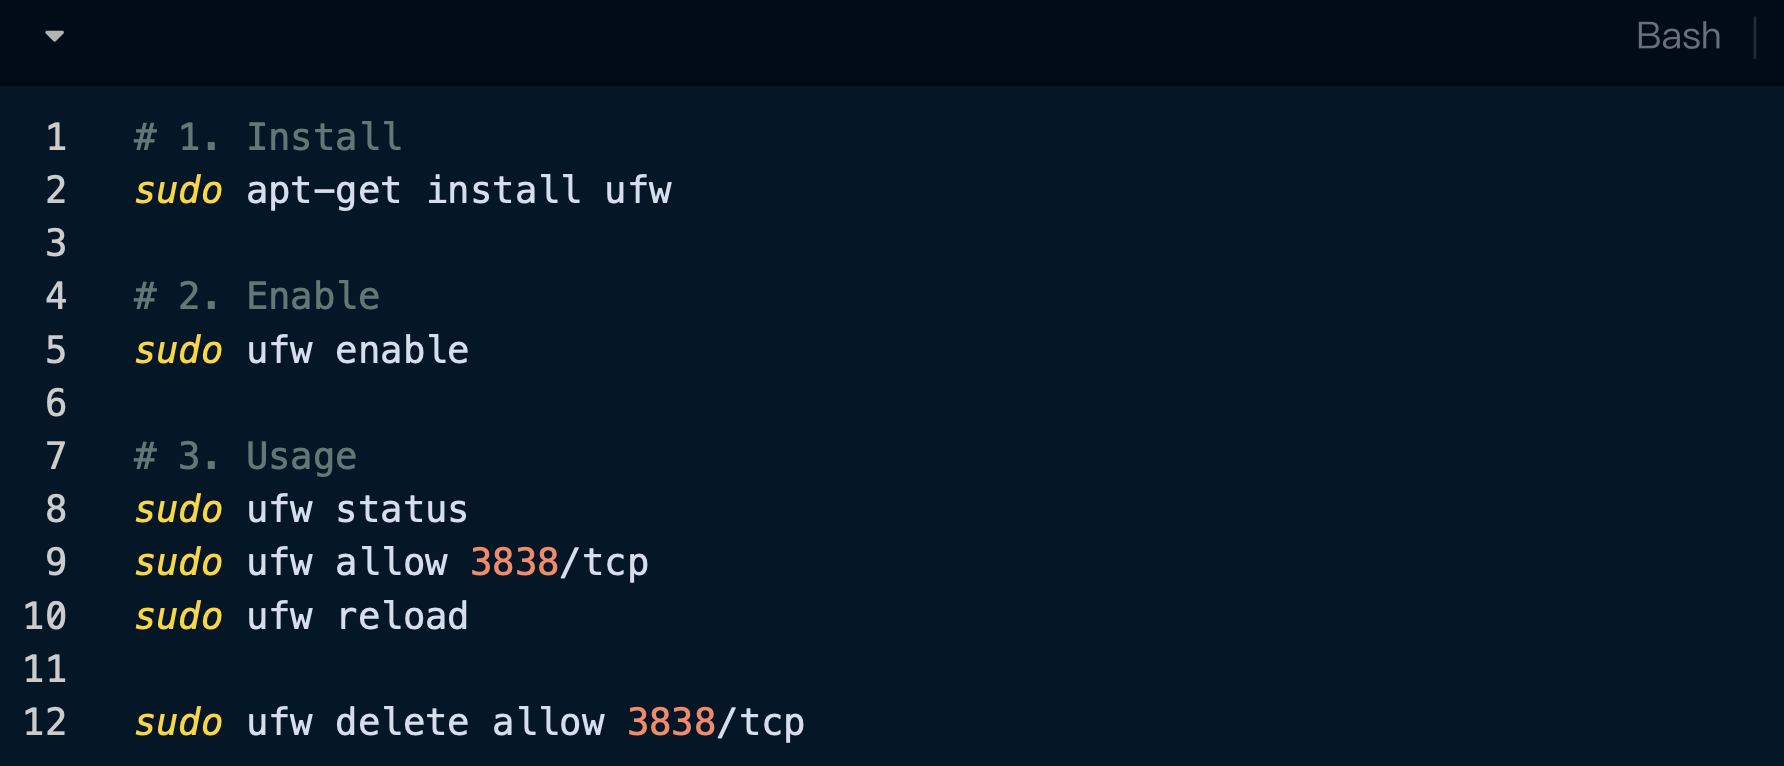 Bash
1 # 1. Install
2 sudo apt-get install ufw
3
4 # 2. Enable
5 sudo ufw enable
6
7 # 3. Usage
8 sudo ufw status
9 sudo ufw allow 3838/tcp
10 sudo ufw reload
11
12 sudo ufw delete allow 3838/tcp